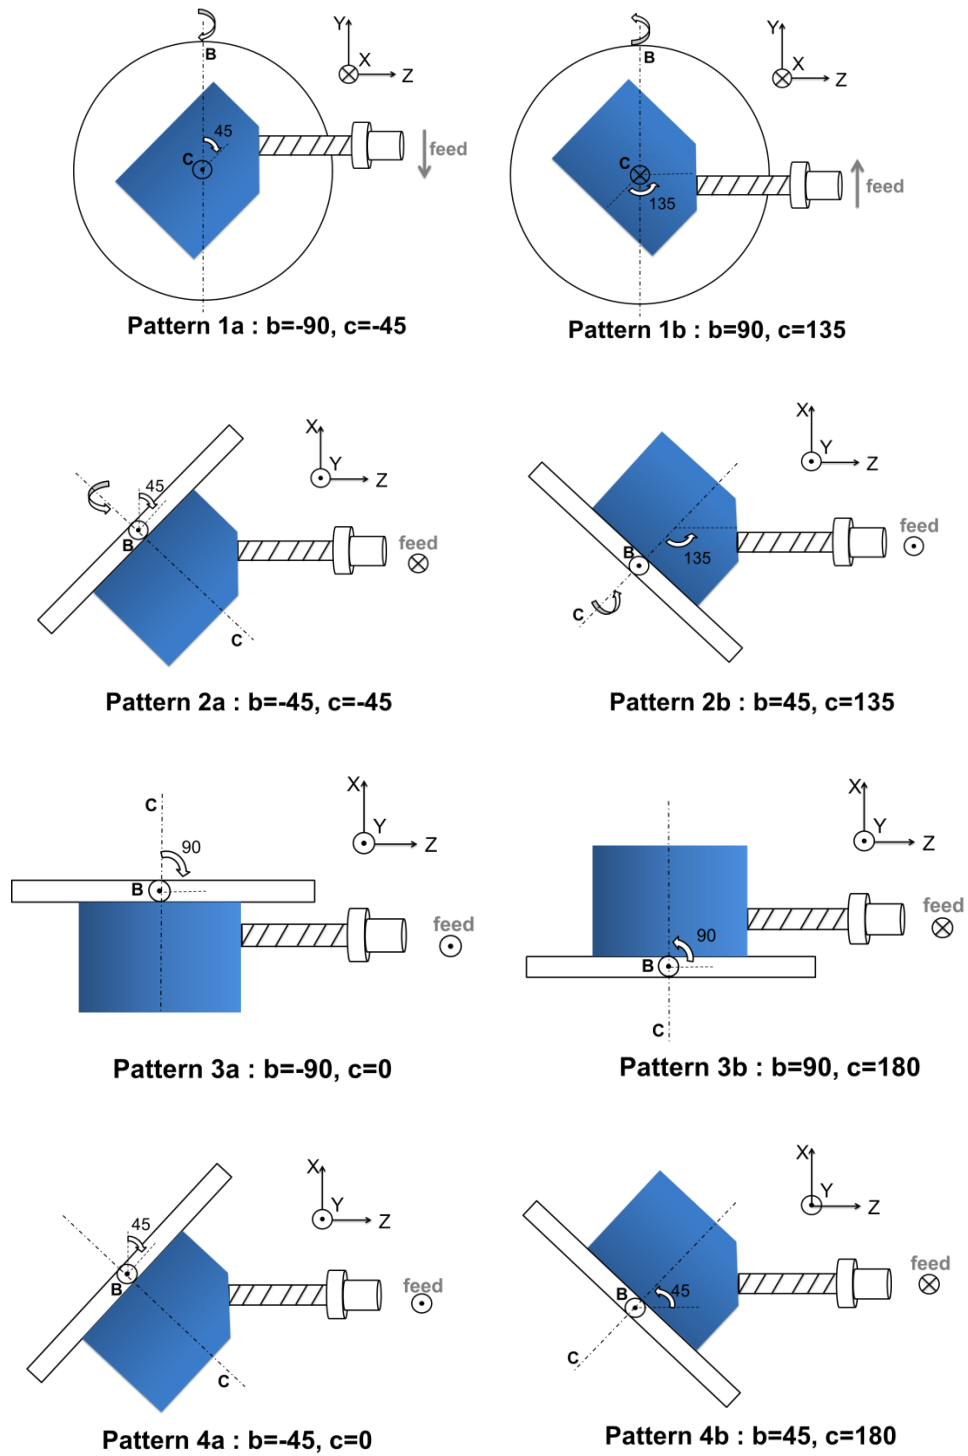 B
Y
X
Z
45
C
feed
Pattern 1a : b=-90, c=-45
B
Y
X
Z
C
135
feed
Pattern 1b : b=90, c=135
X
Y
Z
45
B
feed
C
Pattern 2a : b=-45, c=-45
X
Y
Z
B
135
feed
C
Pattern 2b : b=45, c=135
C
X
Y
Z
90
B
feed
Pattern 3a : b=-90, c=0
X
Y
Z
feed
90
B
C
Pattern 3b : b=90, c=180
X
Y
Z
45
B
feed
C
Pattern 4a : b=-45, c=0
X
Y
Z
feed
B
45
C
Pattern 4b : b=45, c=180